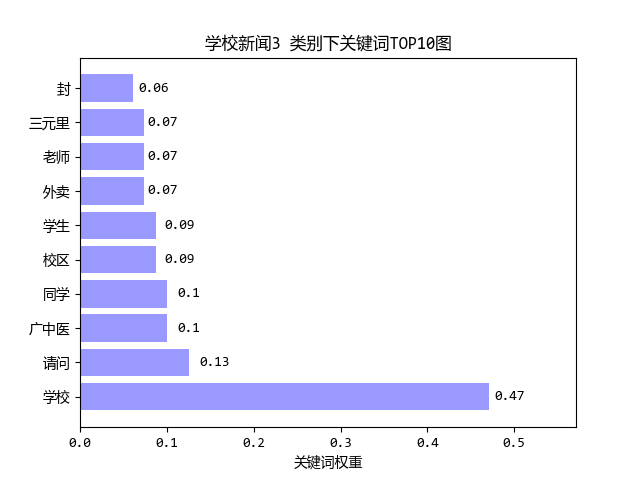 学校新闻3 类别下关键词TOP10图
封 0.06
三元里 0.07
老师 0.07
外卖 0.07
学生 0.09
校区 0.09
同学 0.1
广中医 0.1
请问 0.13
学校 0.47
0.0 0.1 0.2 0.3 0.4 0.5
关键词权重